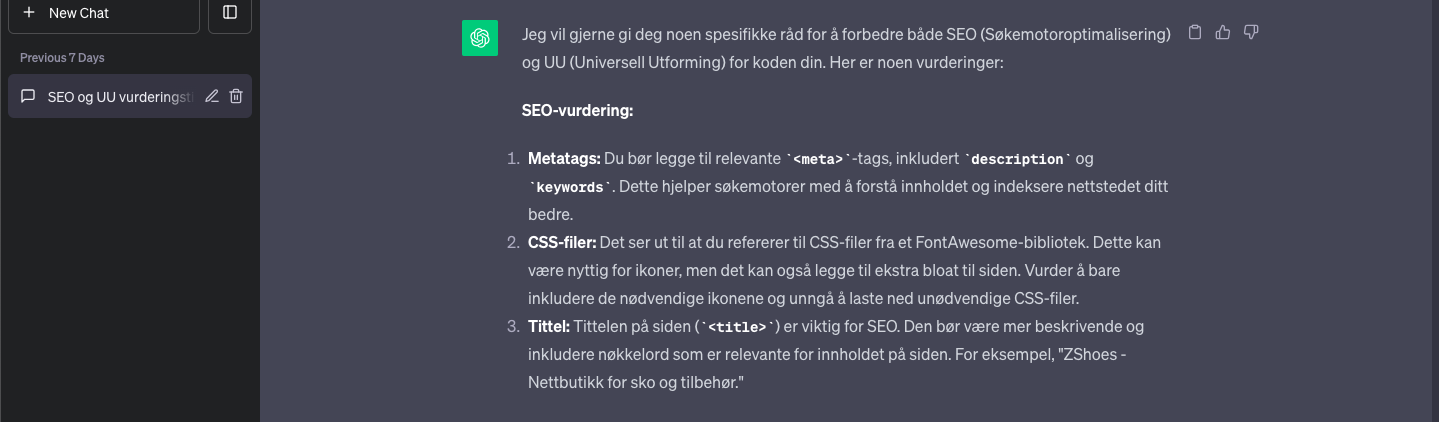 New Chat
Previous 7 Days
SEO og UU vurderingsti
Jeg vil gjerne gi deg noen spesifikke råd for å forbedre både SEO (Søkemotoroptimalisering)
og UU (Universell Utforming) for koden din. Her er noen vurderinger:
SEO-vurdering:
1. Metatags: Du bør legge til relevante `<meta>`-tags, inkludert `description` og
`keywords`. Dette hjelper søkemotorer med å forstå innholdet og indeksere nettstedet ditt
bedre.
2. CSS-filer: Det ser ut til at du refererer til CSS-filer fra et FontAwesome-bibliotek. Dette kan
være nyttig for ikoner, men det kan også legge til ekstra bloat til siden. Vurder å bare
inkludere de nødvendige ikonene og unngå å laste ned unødvendige CSS-filer.
3. Tittel: Tittelen på siden (`<title>`) er viktig for SEO. Den bør være mer beskrivende og
inkludere nøkkelord som er relevante for innholdet på siden. For eksempel, "ZShoes -
Nettbutikk for sko og tilbehør."